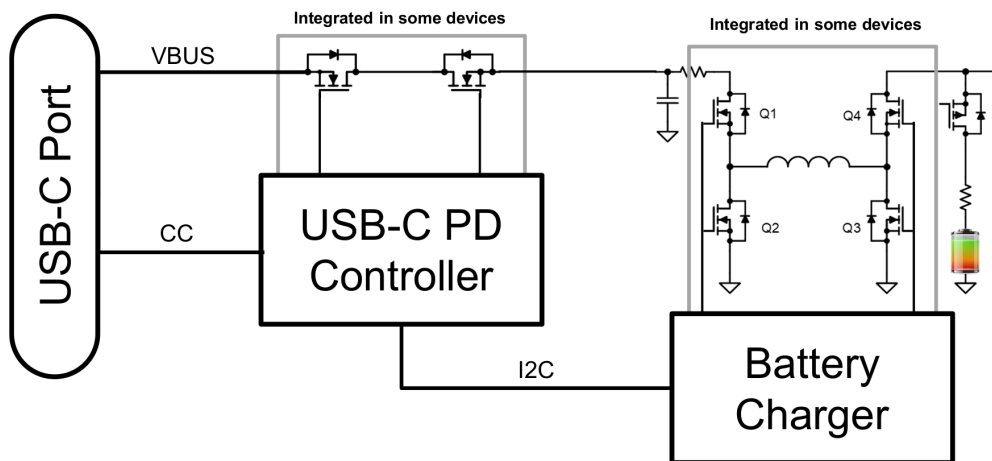 Integrated in some devices
Integrated in some devices
VBUS
USB-C Port
Q1
Q4
USB-C PD
Controller
CC
Q2
Q3
I2C
Battery
Charger